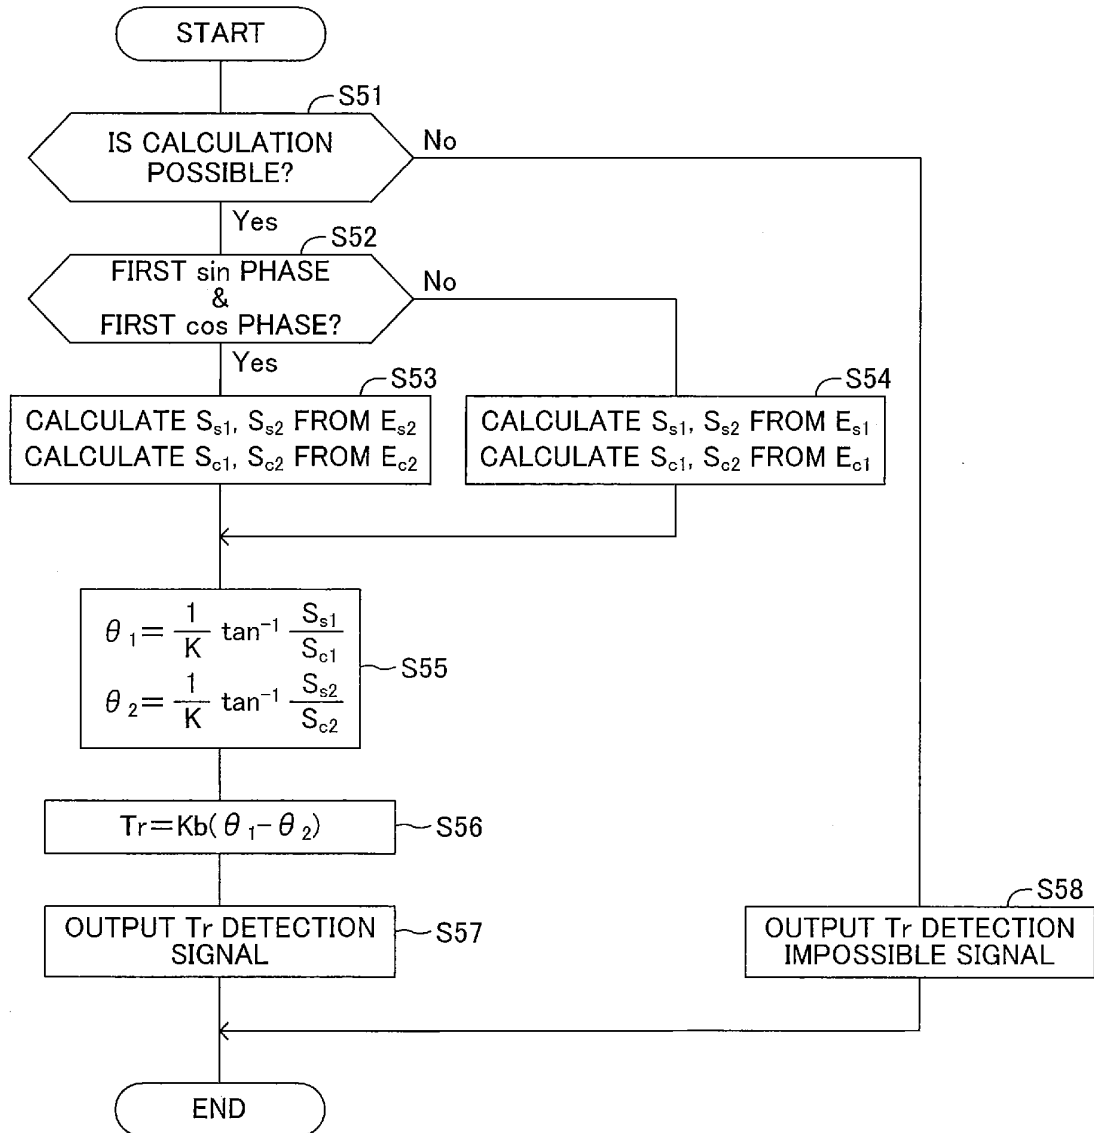 START
S51
IS CALCULATION
POSSIBLE?
No
Yes
S52
FIRST sin PHASE
&
FIRST cos PHASE?
No
Yes
S53
CALCULATE Ss1, Ss2 FROM Es2
CALCULATE Sc1, Sc2 FROM Ec2
S54
CALCULATE Ss1, Ss2 FROM Es1
CALCULATE Sc1, Sc2 FROM Ec1
θ1= 1/K tan⁻¹ Ss1/Sc1
θ2= 1/K tan⁻¹ Ss2/Sc2
S55
Tr=Kb(θ1-θ2)
S56
OUTPUT Tr DETECTION
SIGNAL
S57
S58
OUTPUT Tr DETECTION
IMPOSSIBLE SIGNAL
END